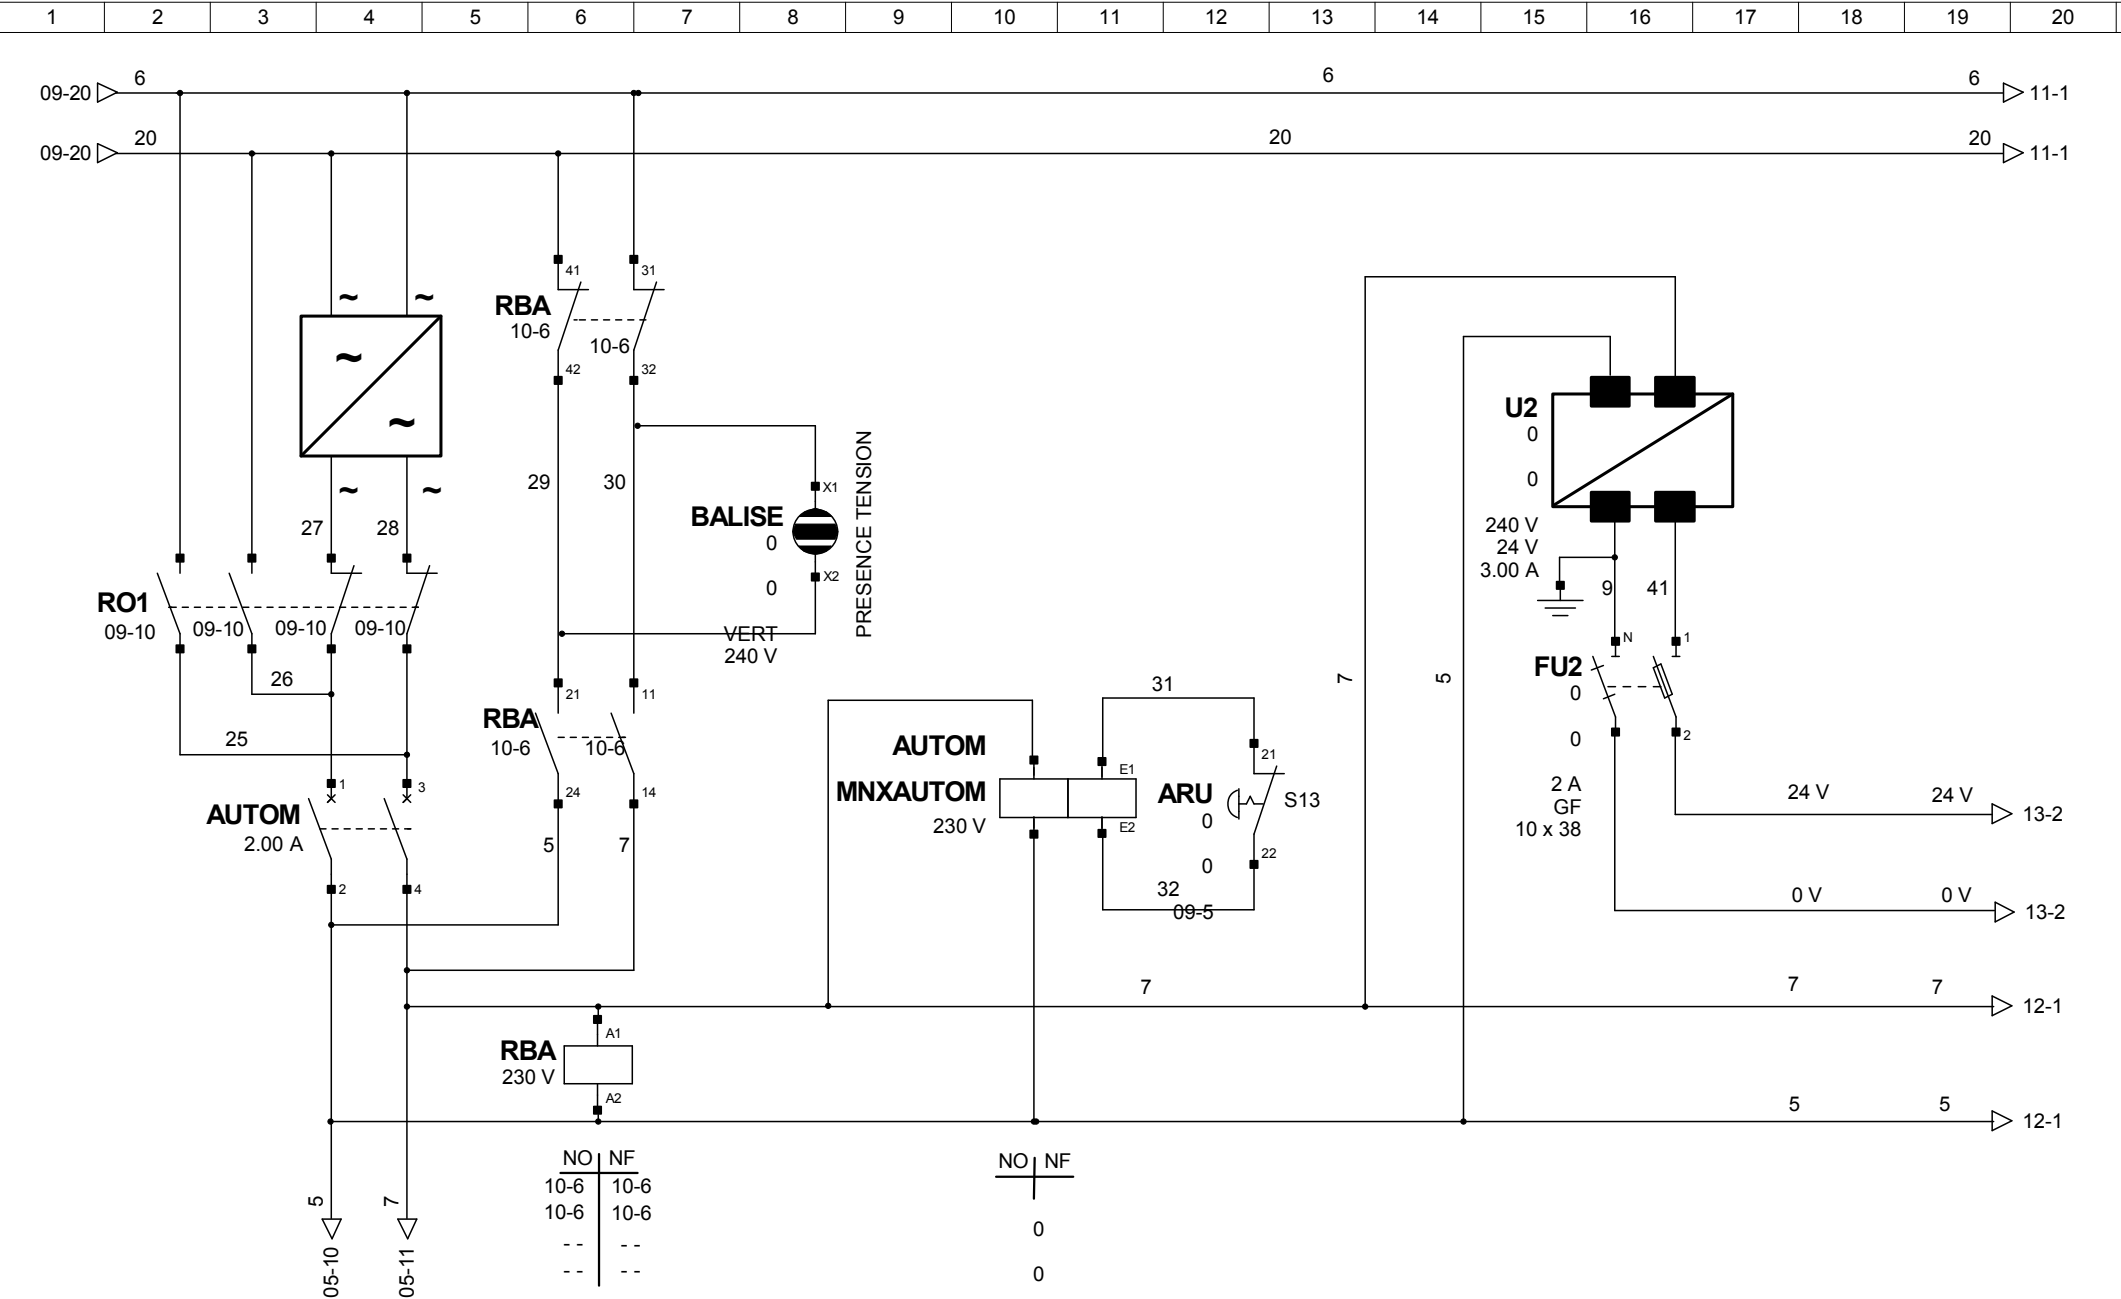 1 2 3 4 5 6 7 8 9 10 11 12 13 14 15 16 17 18 19 20
09-20 6 6 6 11-1
09-20 20 20 20 11-1
~ ~
~
~
~ ~
27 28
RO1
09-10 09-10 09-10 09-10
26
25
1 3
AUTOM
2.00 A
2 4
41 31
RBA
10-6 10-6
42 32
29 30
X1
BALISE
0
X2
0
VERT
240 V
PRESENCE TENSION
21 11
RBA
10-6 10-6
24 14
5 7
AUTOM
MNXAUTOM
230 V
E1
E2
31
21
ARU
0
S13
0
22
32
09-5
7
5
U2
0
0
240 V
24 V
3.00 A
9 41
N 1
FU2
0
0
2
2 A
GF
10 x 38
24 V 24 V 13-2
0 V 0 V 13-2
7 7 7 12-1
A1
RBA
230 V
A2
5 5 12-1
NO NF
10-6 10-6
10-6 10-6
- - - -
- - - -
NO NF
0
0
5 7
05-10 05-11